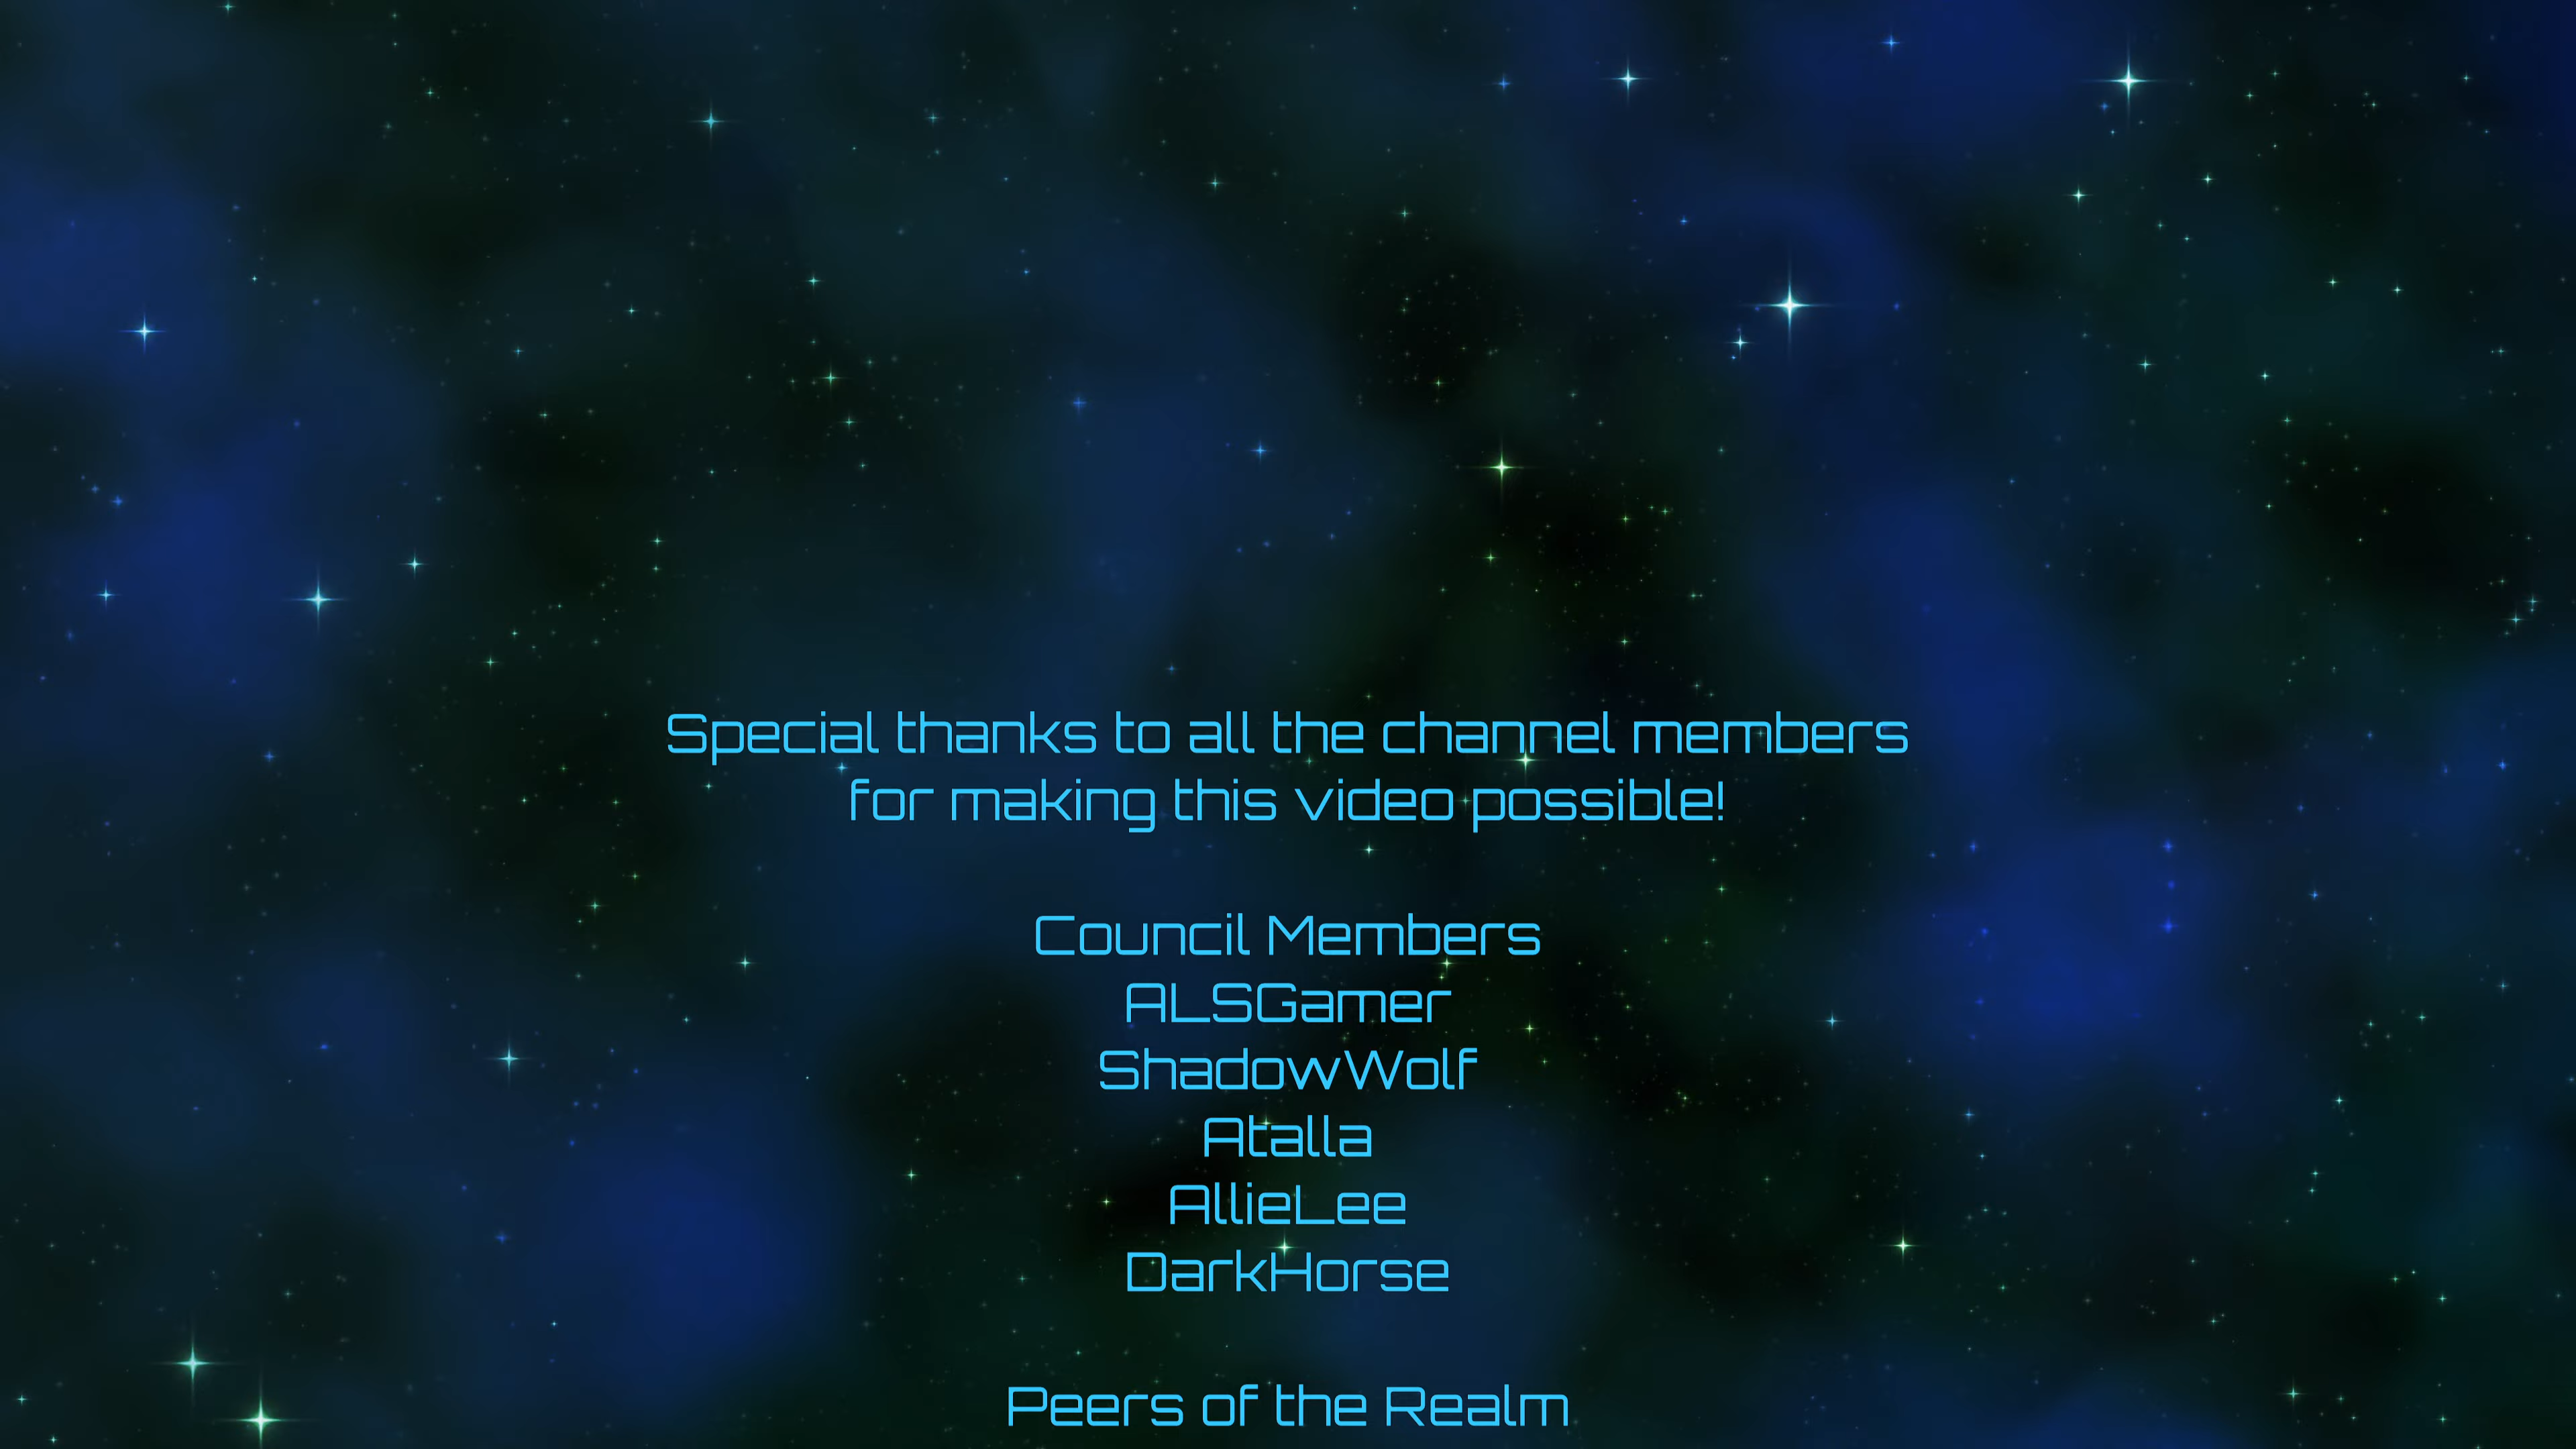 Special thanks to all the channel members
for making this video possible!
Council Members
ALSGamer
ShadowWolf
Atalla
AllieLee
DarkHorse
Peers of the Realm